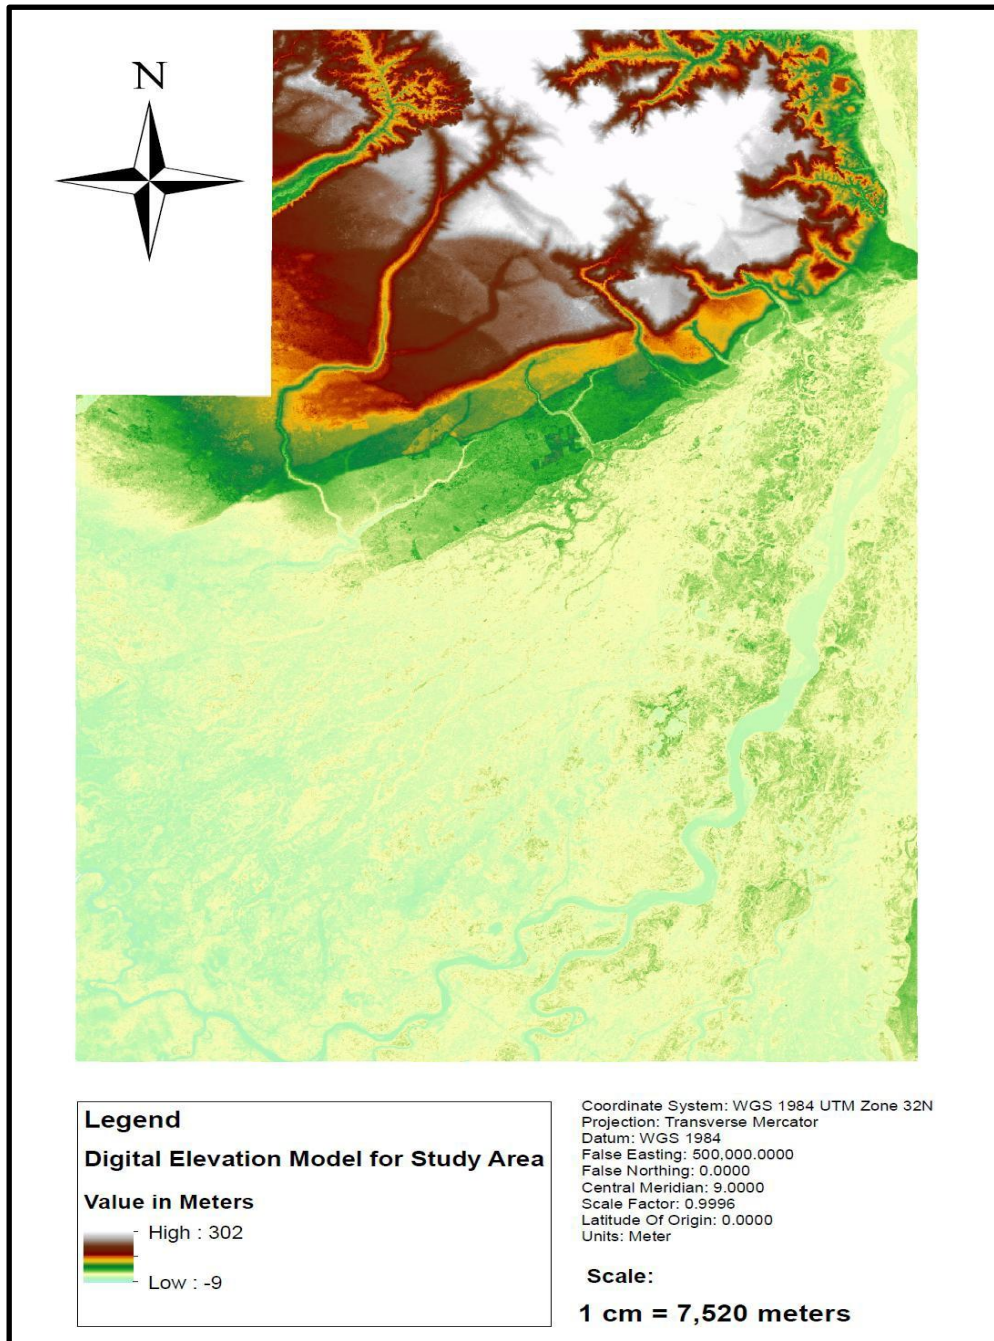 N
Legend
Digital Elevation Model for Study Area
Value in Meters
High : 302
Low : -9
Coordinate System: WGS 1984 UTM Zone 32N
Projection: Transverse Mercator
Datum: WGS 1984
False Easting: 500,000.0000
False Northing: 0.0000
Central Meridian: 9.0000
Scale Factor: 0.9996
Latitude Of Origin: 0.0000
Units: Meter
Scale:
1 cm = 7,520 meters